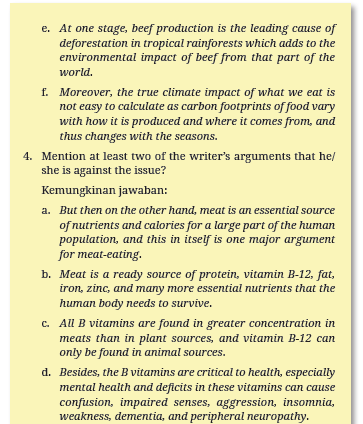 e. At one stage, beef production is the leading cause of
deforestation in tropical rainforests which adds to the
environmental impact of beef from that part of the
world.
f. Moreover, the true climate impact of what we eat is
not easy to calculate as carbon footprints of food vary
with how it is produced and where it comes from, and
thus changes with the seasons.
4. Mention at least two of the writer's arguments that he/
she is against the issue?
Kemungkinan jawaban:
a. But then on the other hand, meat is an essential source
of nutrients and calories for a large part of the human
population, and this in itself is one major argument
for meat-eating.
b. Meat is a ready source of protein, vitamin B-12, fat,
iron, zinc, and many more essential nutrients that the
human body needs to survive.
c. All B vitamins are found in greater concentration in
meats than in plant sources, and vitamin B-12 can
only be found in animal sources.
d. Besides, the B vitamins are critical to health, especially
mental health and deficits in these vitamins can cause
confusion, impaired senses, aggression, insomnia,
weakness, dementia, and peripheral neuropathy.